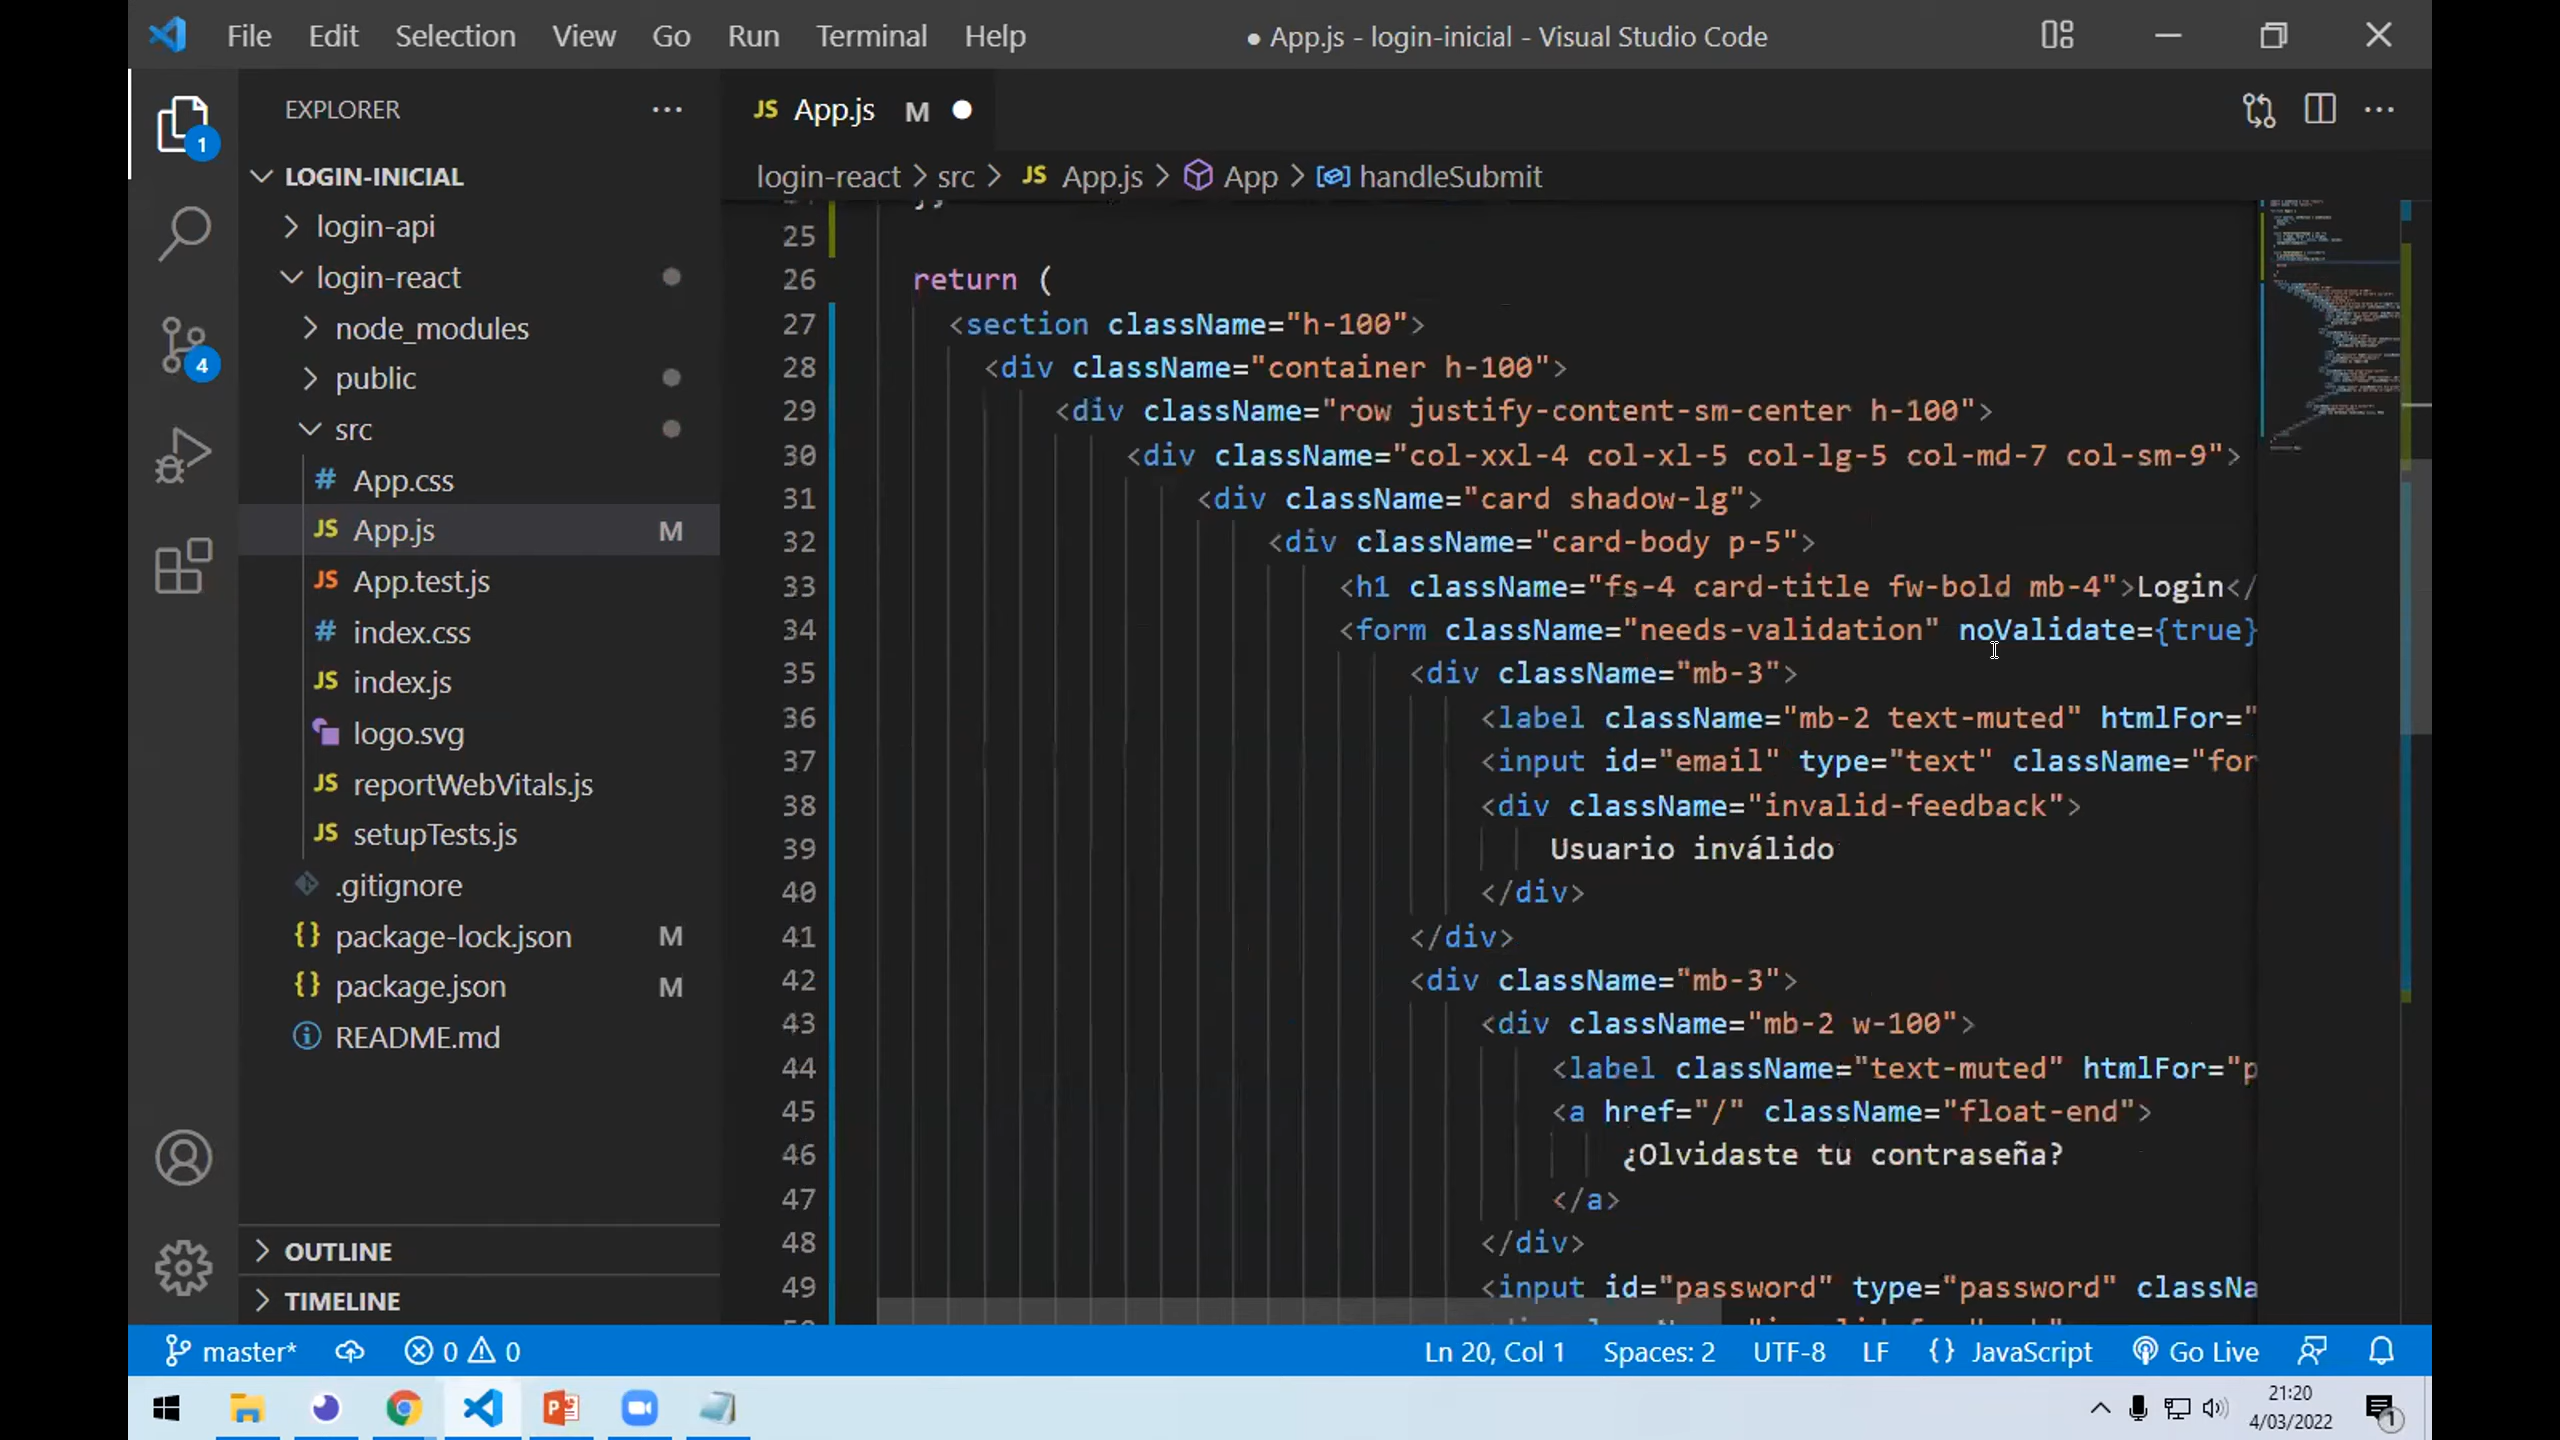 File Edit Selection View Go Run Terminal Help ● App.js - login-inicial - Visual Studio Code
EXPLORER ···
JS App.js M ●
login-react > src > JS App.js > App > handleSubmit
1
4
LOGIN-INICIAL
login-api
login-react
node_modules
public
src
# App.css
JS App.js M
JS App.test.js
# index.css
JS index.js
logo.svg
JS reportWebVitals.js
JS setupTests.js
.gitignore
{} package-lock.json M
{} package.json M
README.md
OUTLINE
TIMELINE
25
26 return (
27 <section className="h-100">
28 <div className="container h-100">
29 <div className="row justify-content-sm-center h-100">
30 <div className="col-xxl-4 col-xl-5 col-lg-5 col-md-7 col-sm-9">
31 <div className="card shadow-lg">
32 <div className="card-body p-5">
33 <h1 className="fs-4 card-title fw-bold mb-4">Login</
34 <form className="needs-validation" noValidate={true}
35 <div className="mb-3">
36 <label className="mb-2 text-muted" htmlFor="
37 <input id="email" type="text" className="for
38 <div className="invalid-feedback">
39 Usuario inválido
40 </div>
41 </div>
42 <div className="mb-3">
43 <div className="mb-2 w-100">
44 <label className="text-muted" htmlFor="p
45 <a href="/" className="float-end">
46 ¿Olvidaste tu contraseña?
47 </a>
48 </div>
49 <input id="password" type="password" classNa
master* 0 0 Ln 20, Col 1 Spaces: 2 UTF-8 LF {} JavaScript Go Live
21:20
4/03/2022
1